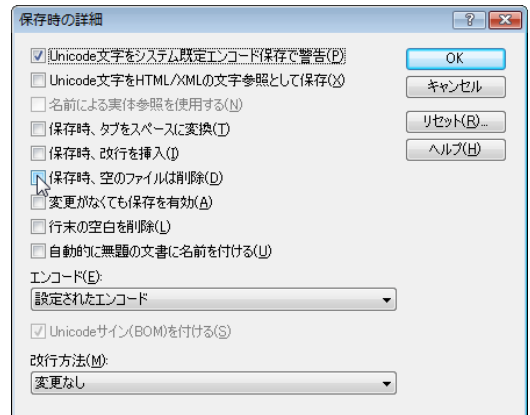 保存時の詳細
Unicode文字をシステム既定エンコード保存で警告(P)
OK
Unicode文字をHTML/XMLの文字参照として保存(X)
キャンセル
名前による実体参照を使用する(N)
保存時、タブをスペースに変換(T)
リセット(R)...
保存時、改行を挿入(I)
ヘルプ(H)
保存時、空のファイルは削除(D)
変更がなくても保存を有効(A)
行末の空白を削除(L)
自動的に無題の文書に名前を付ける(U)
エンコード(E):
設定されたエンコード
Unicodeサイン(BOM)を付ける(S)
改行方法(M):
変更なし